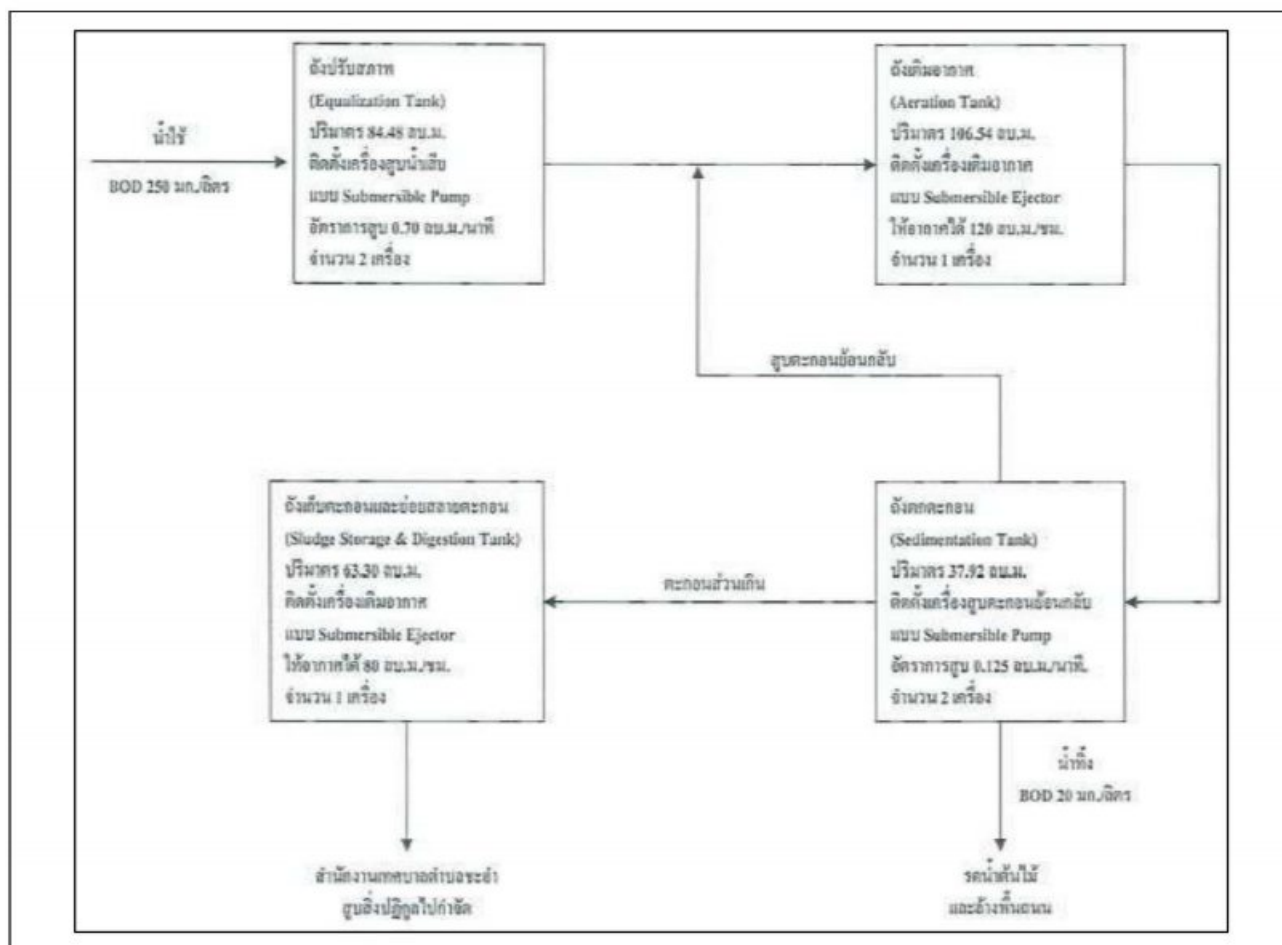 น้ำใช้
BOD 250 มก./ลิตร
ถังปรับสภาพ
(Equalization Tank)
ปริมาตร 84.48 ลบ.ม.
ติดตั้งเครื่องสูบน้ำเสีย
แบบ Submersible Pump
อัตราการสูบ 0.70 ลบ.ม./นาที
จำนวน 2 เครื่อง
ถังเติมอากาศ
(Aeration Tank)
ปริมาตร 106.54 ลบ.ม.
ติดตั้งเครื่องเติมอากาศ
แบบ Submersible Ejector
ให้อากาศได้ 120 ลบ.ม./ชม.
จำนวน 1 เครื่อง
สูบตะกอนย้อนกลับ
ถังเก็บตะกอนและย่อยสลายตะกอน
(Sludge Storage & Digestion Tank)
ปริมาตร 63.30 ลบ.ม.
ติดตั้งเครื่องเติมอากาศ
แบบ Submersible Ejector
ให้อากาศได้ 80 ลบ.ม./ชม.
จำนวน 1 เครื่อง
ตะกอนส่วนเกิน
ถังตกตะกอน
(Sedimentation Tank)
ปริมาตร 37.92 ลบ.ม.
ติดตั้งเครื่องสูบตะกอนย้อนกลับ
แบบ Submersible Pump
อัตราการสูบ 0.125 ลบ.ม./นาที.
จำนวน 2 เครื่อง
น้ำทิ้ง
BOD 20 มก./ลิตร
สำนักงานเทศบาลตำบลชะอำ
สูบสิ่งปฏิกูลไปกำจัด
รดน้ำต้นไม้
และล้างพื้นถนน